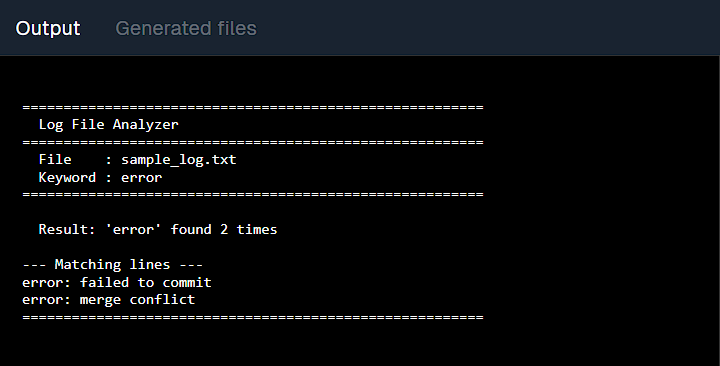 Output Generated files
========================================================
Log File Analyzer
========================================================
File    : sample_log.txt
Keyword : error
========================================================
Result: 'error' found 2 times
--- Matching lines ---
error: failed to commit
error: merge conflict
========================================================